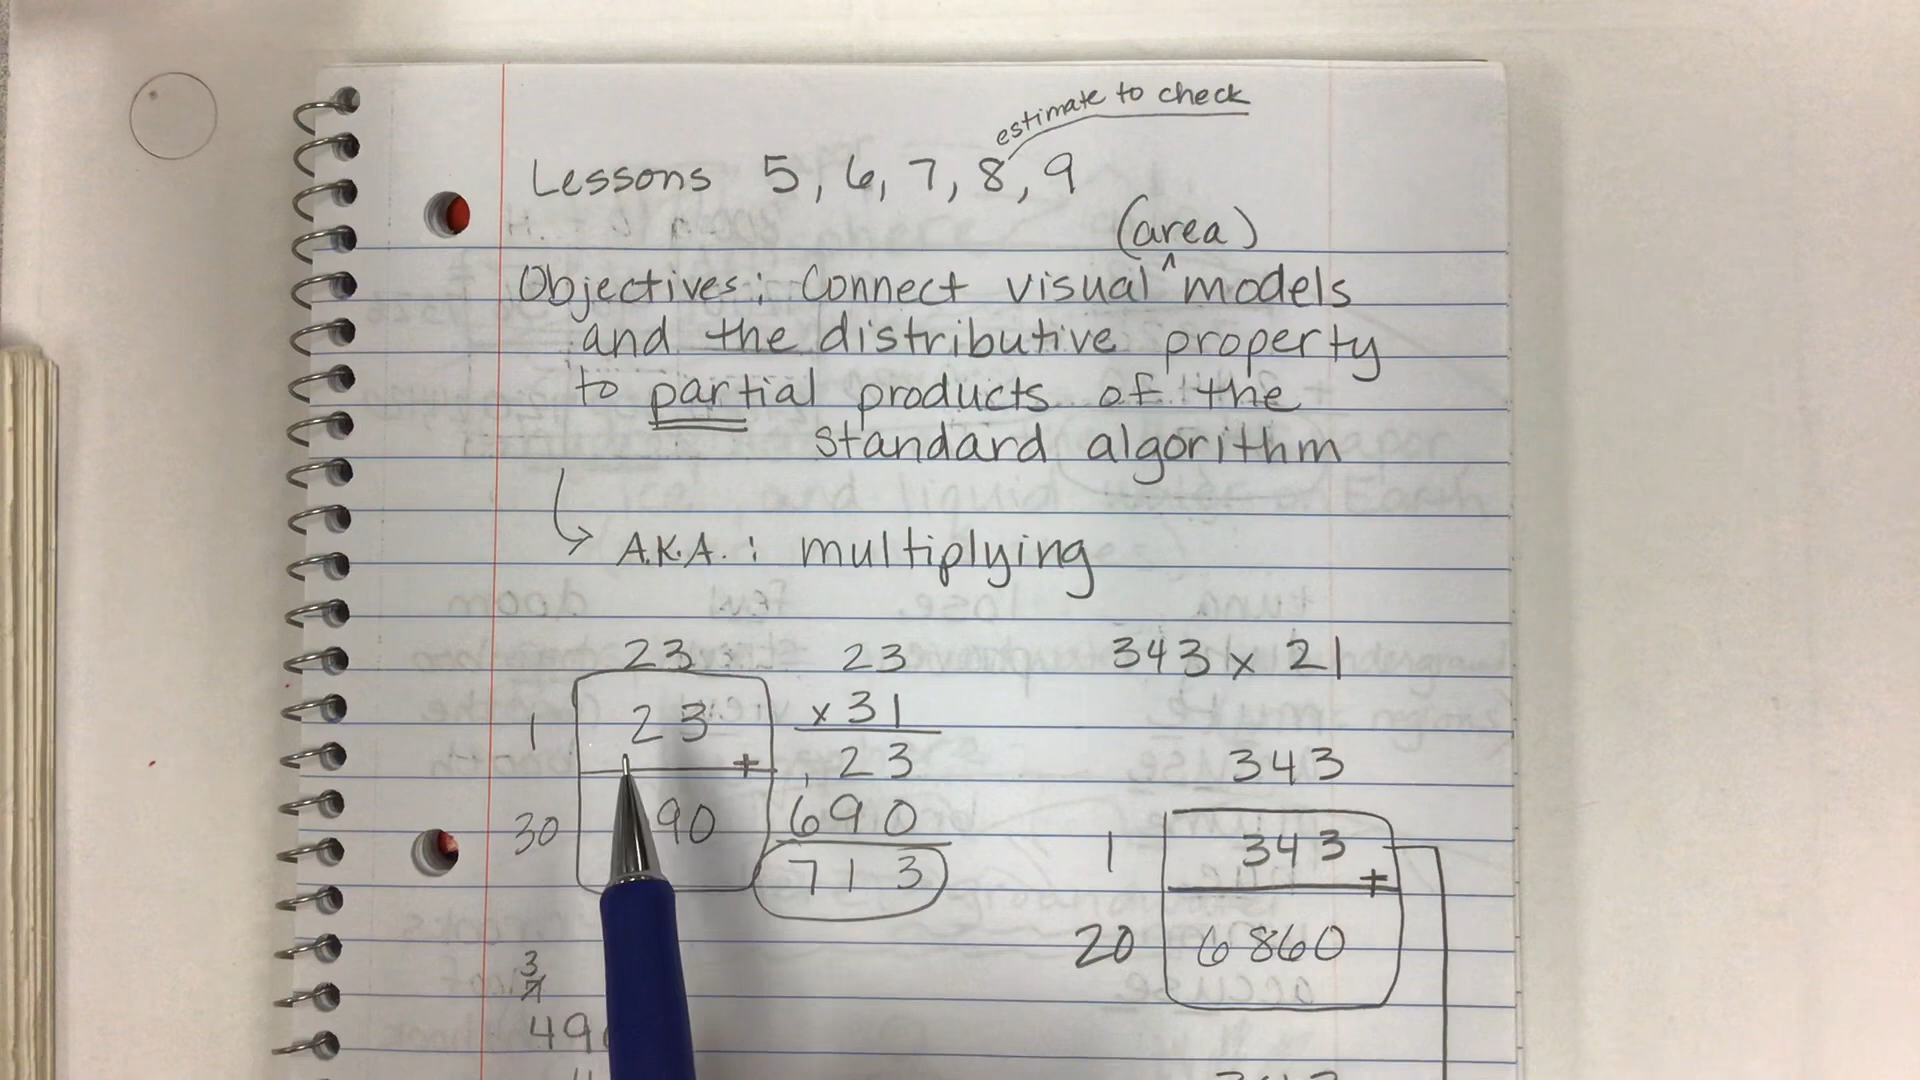 estimate to check
Lessons 5, 6, 7, 8, 9
(area)
Objectives: Connect visual ^ models
and the distributive property
to partial products of the
standard algorithm
A.K.A.: multiplying
23
1 23 +
30 90
23
x 31
23
690
713
343 x 21
343
1 343 +
20 6860
3
49